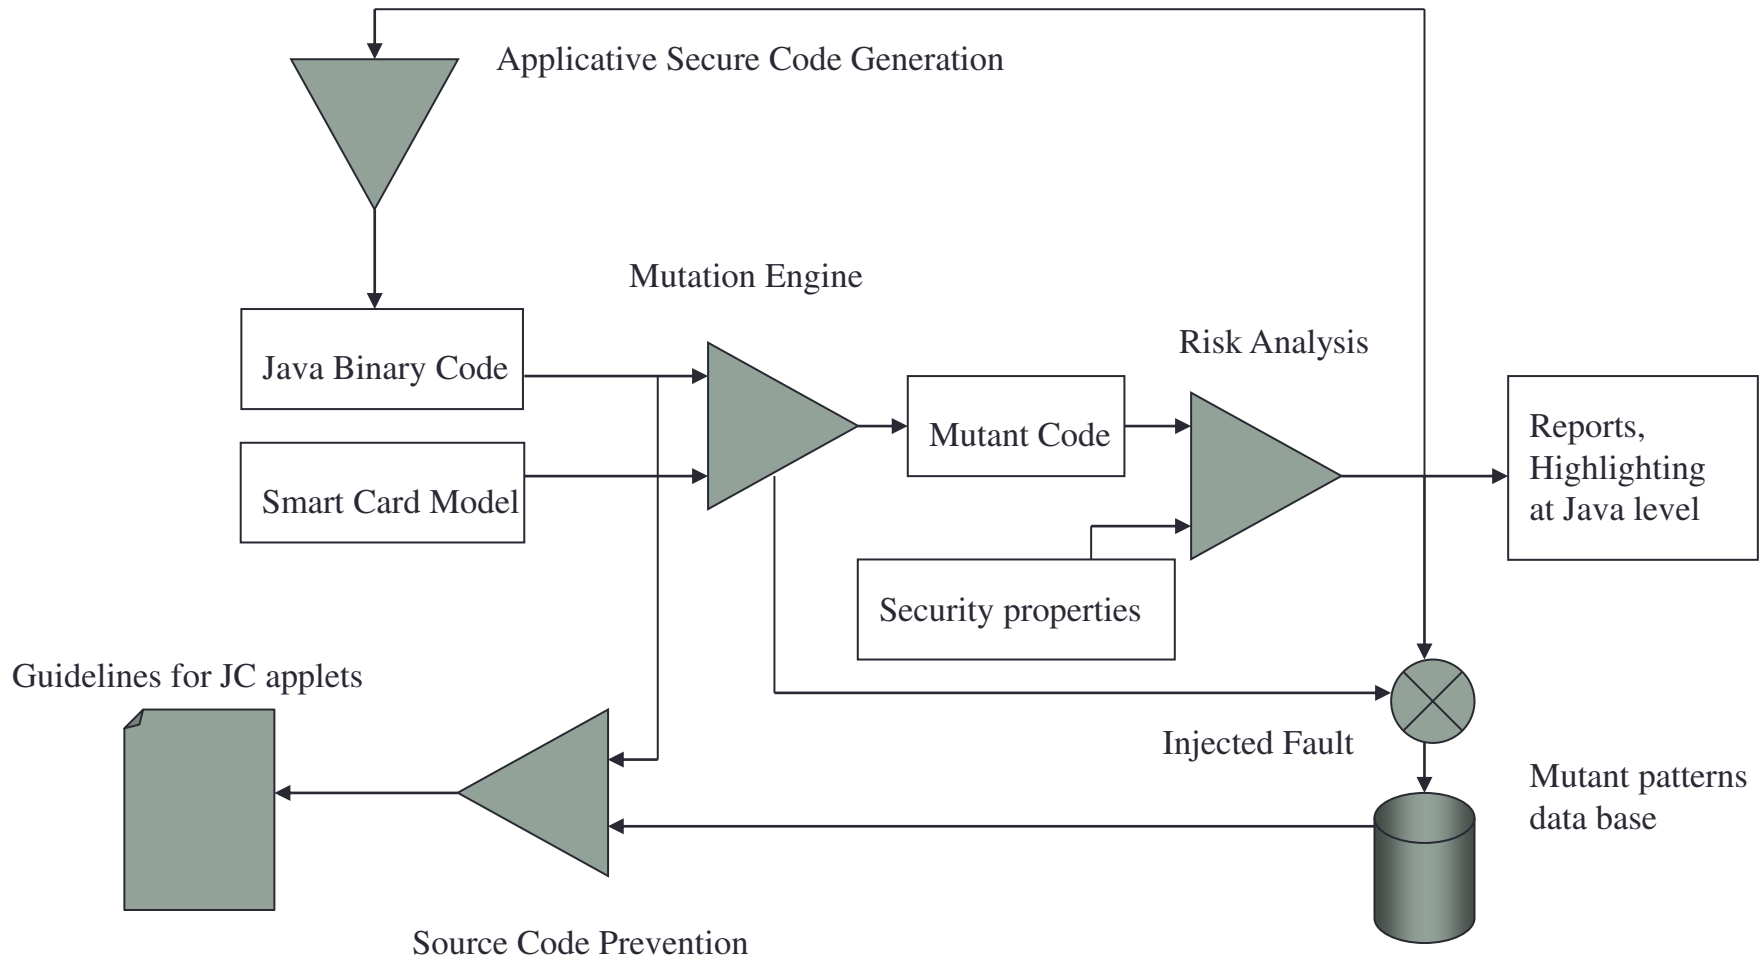 Applicative Secure Code Generation
Mutation Engine
Risk Analysis
Java Binary Code
Mutant Code
Reports,
Highlighting
at Java level
Smart Card Model
Security properties
Guidelines for JC applets
Injected Fault
Mutant patterns
data base
Source Code Prevention